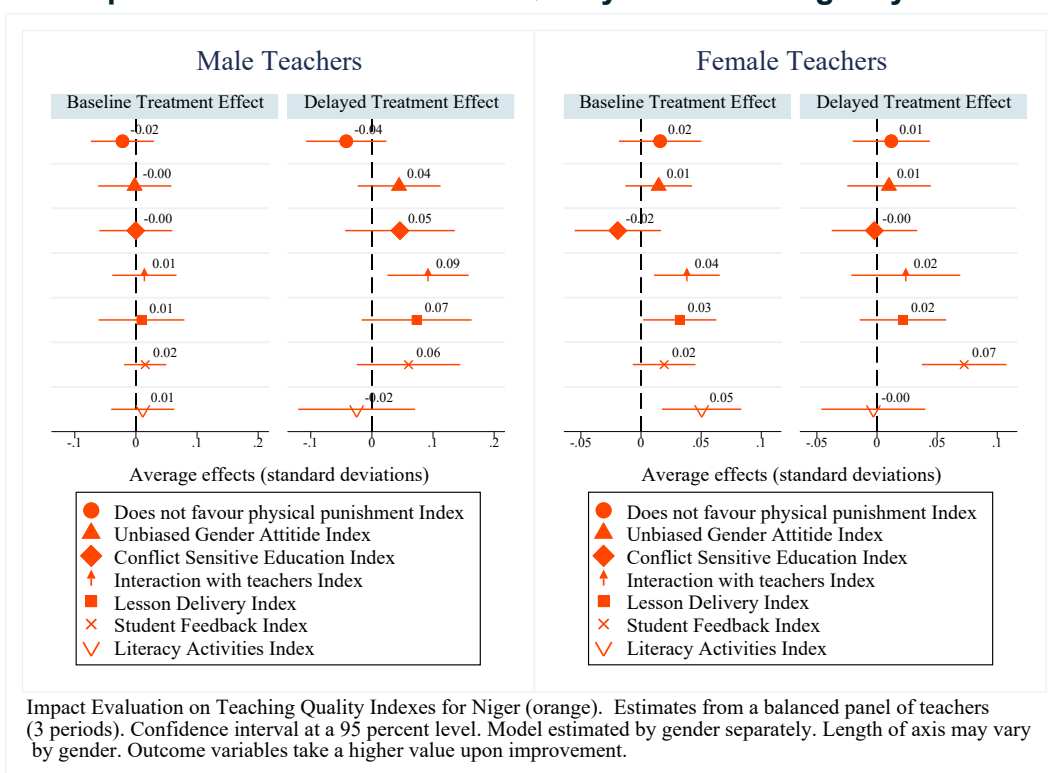 Male Teachers
Female Teachers
Baseline Treatment Effect
Delayed Treatment Effect
Baseline Treatment Effect
Delayed Treatment Effect
-0.02
-0.04
0.02
0.01
-0.00
0.04
0.01
0.01
-0.00
0.05
-0.02
-0.00
0.01
0.09
0.04
0.02
0.01
0.07
0.03
0.02
0.02
0.06
0.02
0.07
0.01
-0.02
0.05
-0.00
-.1 0 .1 .2
-.1 0 .1 .2
-.05 0 .05 .1
-.05 0 .05 .1
Average effects (standard deviations)
Average effects (standard deviations)
Does not favour physical punishment Index
Unbiased Gender Attitide Index
Conflict Sensitive Education Index
Interaction with teachers Index
Lesson Delivery Index
Student Feedback Index
Literacy Activities Index
Does not favour physical punishment Index
Unbiased Gender Attitide Index
Conflict Sensitive Education Index
Interaction with teachers Index
Lesson Delivery Index
Student Feedback Index
Literacy Activities Index
Impact Evaluation on Teaching Quality Indexes for Niger (orange). Estimates from a balanced panel of teachers
(3 periods). Confidence interval at a 95 percent level. Model estimated by gender separately. Length of axis may vary
by gender. Outcome variables take a higher value upon improvement.